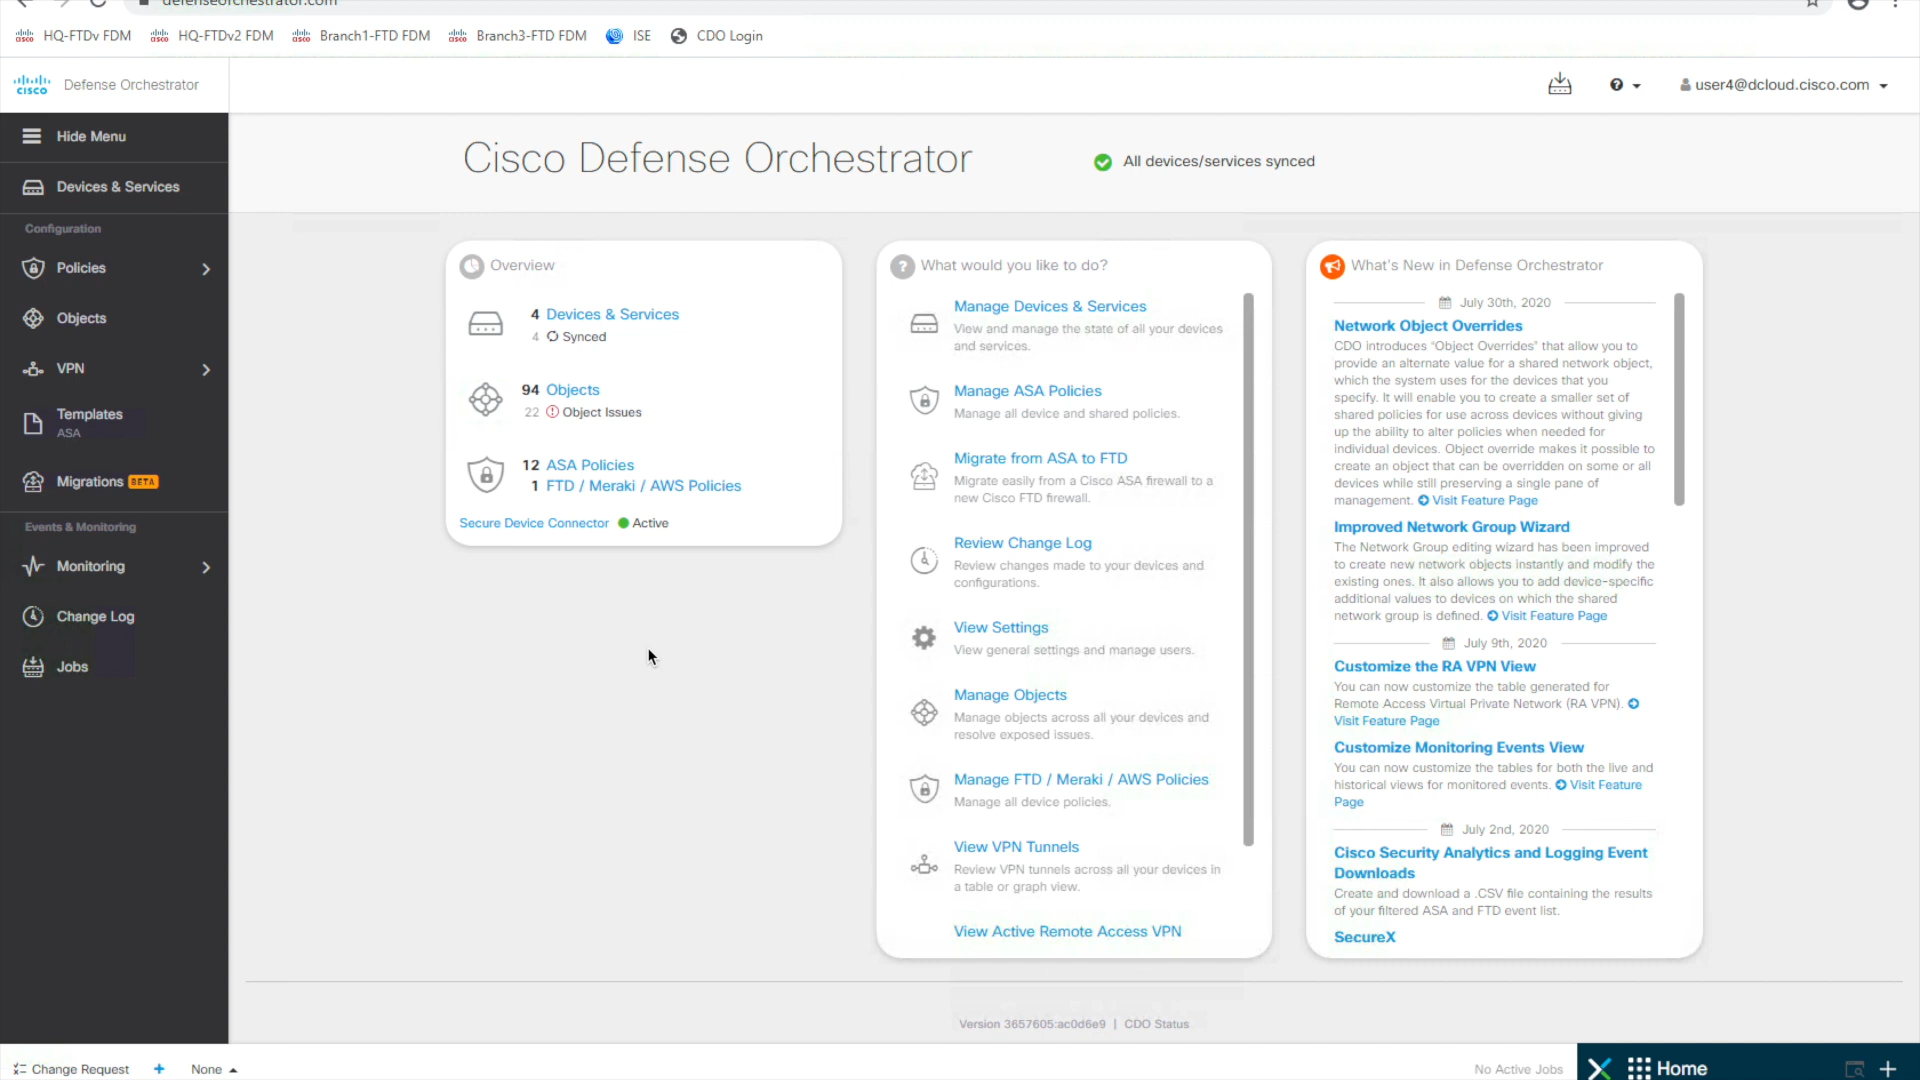 defenseorchestrator.com
HQ-FTDv FDM
HQ-FTDv2 FDM
Branch1-FTD FDM
Branch3-FTD FDM
ISE
CDO Login
cisco Defense Orchestrator
user4@dcloud.cisco.com
Hide Menu
Devices & Services
Configuration
Policies
Objects
VPN
Templates
ASA
Migrations BETA
Events & Monitoring
Monitoring
Change Log
Jobs
Cisco Defense Orchestrator
All devices/services synced
Overview
4 Devices & Services
4 Synced
94 Objects
22 Object Issues
12 ASA Policies
1 FTD / Meraki / AWS Policies
Secure Device Connector Active
What would you like to do?
Manage Devices & Services
View and manage the state of all your devices
and services.
Manage ASA Policies
Manage all device and shared policies.
Migrate from ASA to FTD
Migrate easily from a Cisco ASA firewall to a
new Cisco FTD firewall.
Review Change Log
Review changes made to your devices and
configurations.
View Settings
View general settings and manage users.
Manage Objects
Manage objects across all your devices and
resolve exposed issues.
Manage FTD / Meraki / AWS Policies
Manage all device policies.
View VPN Tunnels
Review VPN tunnels across all your devices in
a table or graph view.
View Active Remote Access VPN
What's New in Defense Orchestrator
July 30th, 2020
Network Object Overrides
CDO introduces "Object Overrides" that allow you to
provide an alternate value for a shared network object,
which the system uses for the devices that you
specify. It will enable you to create a smaller set of
shared policies for use across devices without giving
up the ability to alter policies when needed for
individual devices. Object override makes it possible to
create an object that can be overridden on some or all
devices while still preserving a single pane of
management. Visit Feature Page
Improved Network Group Wizard
The Network Group editing wizard has been improved
to create new network objects instantly and modify the
existing ones. It also allows you to add device-specific
additional values to devices on which the shared
network group is defined. Visit Feature Page
July 9th, 2020
Customize the RA VPN View
You can now customize the table generated for
Remote Access Virtual Private Network (RA VPN).
Visit Feature Page
Customize Monitoring Events View
You can now customize the tables for both the live and
historical views for monitored events. Visit Feature
Page
July 2nd, 2020
Cisco Security Analytics and Logging Event
Downloads
Create and download a .CSV file containing the results
of your filtered ASA and FTD event list.
SecureX
Version 3657605:ac0d6e9 | CDO Status
Change Request + None
No Active Jobs
Home